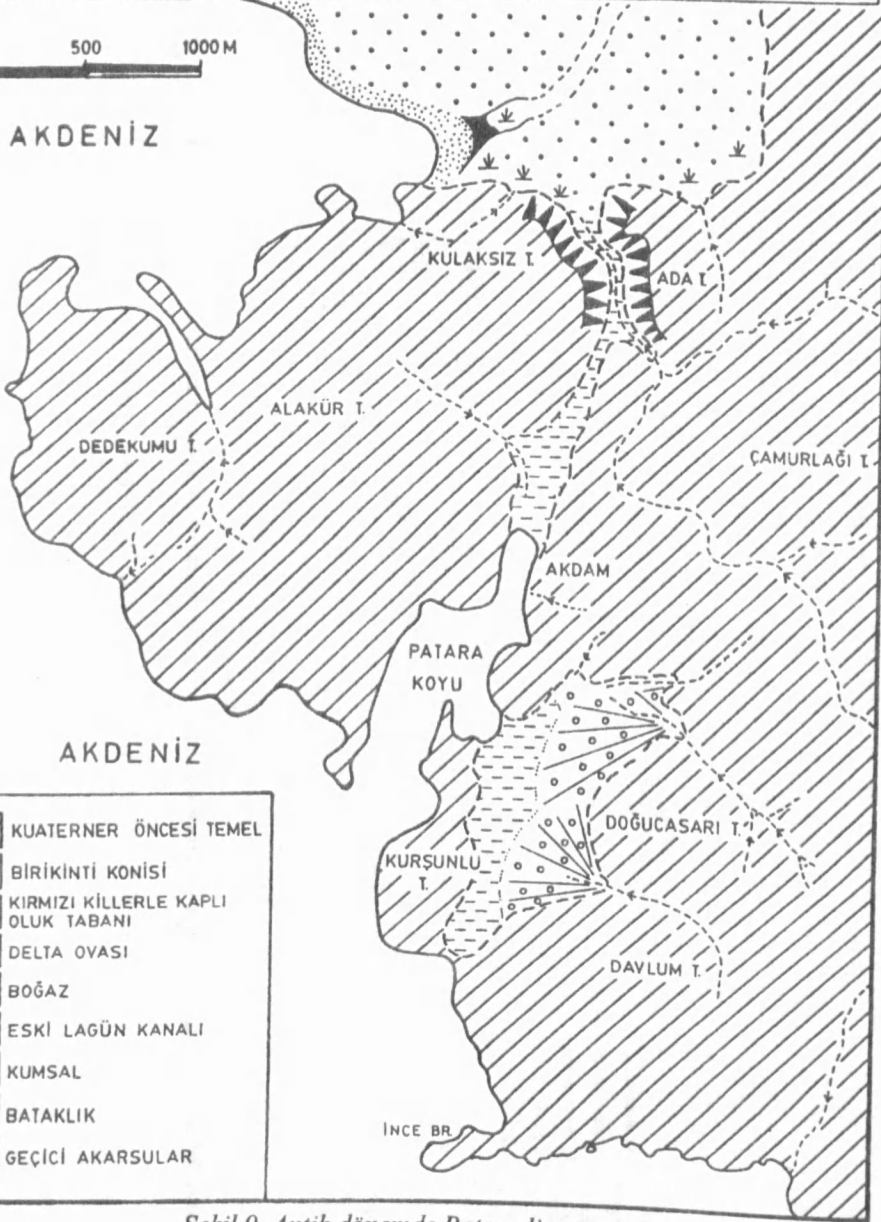 500 1000 M
AKDENİZ
KULAKSIZ T.
ADA T.
ALAKÜR T.
DEDEKUMU T.
ÇAMURLAĞI T.
AKDAM
PATARA
KOYU
AKDENİZ
DOĞUCASARI T.
KURŞUNLU
T.
DAVLUM T.
İNCE BR.
KUATERNER ÖNCESİ TEMEL
BİRİKİNTİ KONİSİ
KIRMIZI KİLLERLE KAPLI
OLUK TABANI
DELTA OVASI
BOĞAZ
ESKİ LAGÜN KANALI
KUMSAL
BATAKLIK
GEÇİCİ AKARSULAR
Antik dönemde